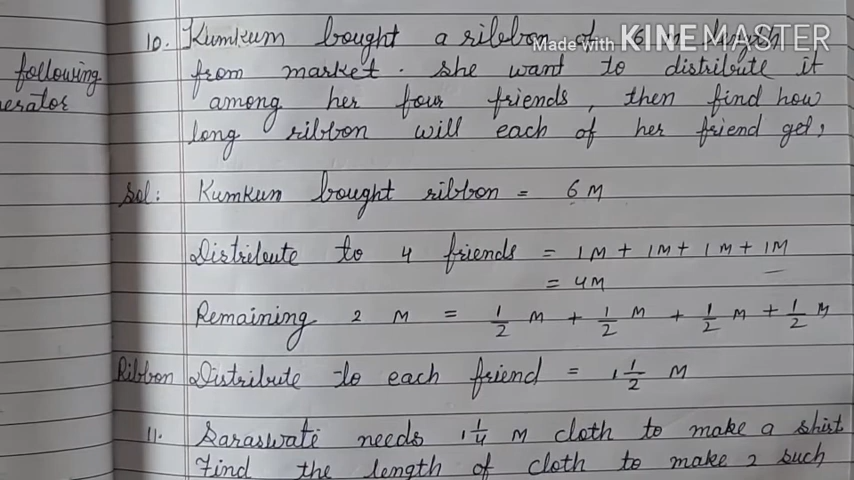 Made with KINEMASTER
10. Kumkum bought a ribbon of 6 m length
following
from market. She want to distribute it
erator
among her four friends, then find how
long ribbon will each of her friend get,
Sol: Kumkun bought ribbon = 6 M
Distribute to 4 friends = 1M + 1M + 1M + 1M
= 4M
Remaining 2 M = 1/2 M + 1/2 M + 1/2 M + 1/2 M
Ribbon Distribute to each friend = 1 1/2 M
11. Saraswati needs 1 1/4 M cloth to make a shirt
Find the length of cloth to make 2 such